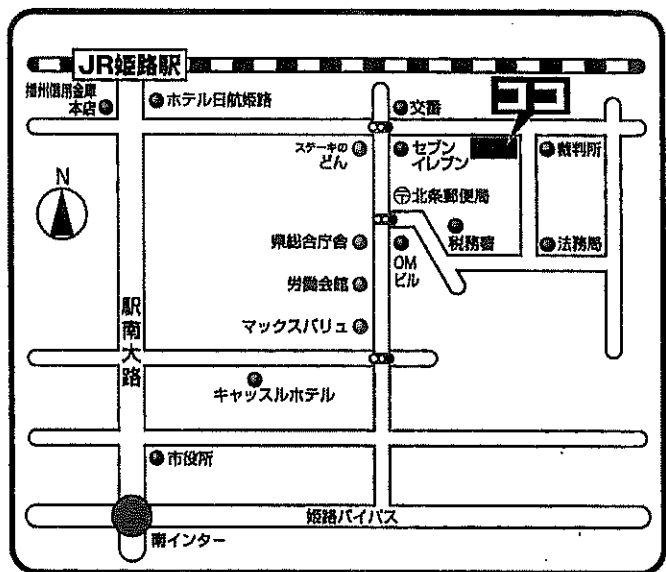 JR姫路駅
播州信用金庫
本店
ホテル日航姫路
交番
ステーキの
どん
セブン
イレブン
裁判所
N
〒北条郵便局
県総合庁舎
税務署
法務局
OM
ビル
労働会館
駅南大路
マックスバリュ
キャッスルホテル
市役所
姫路バイパス
南インター